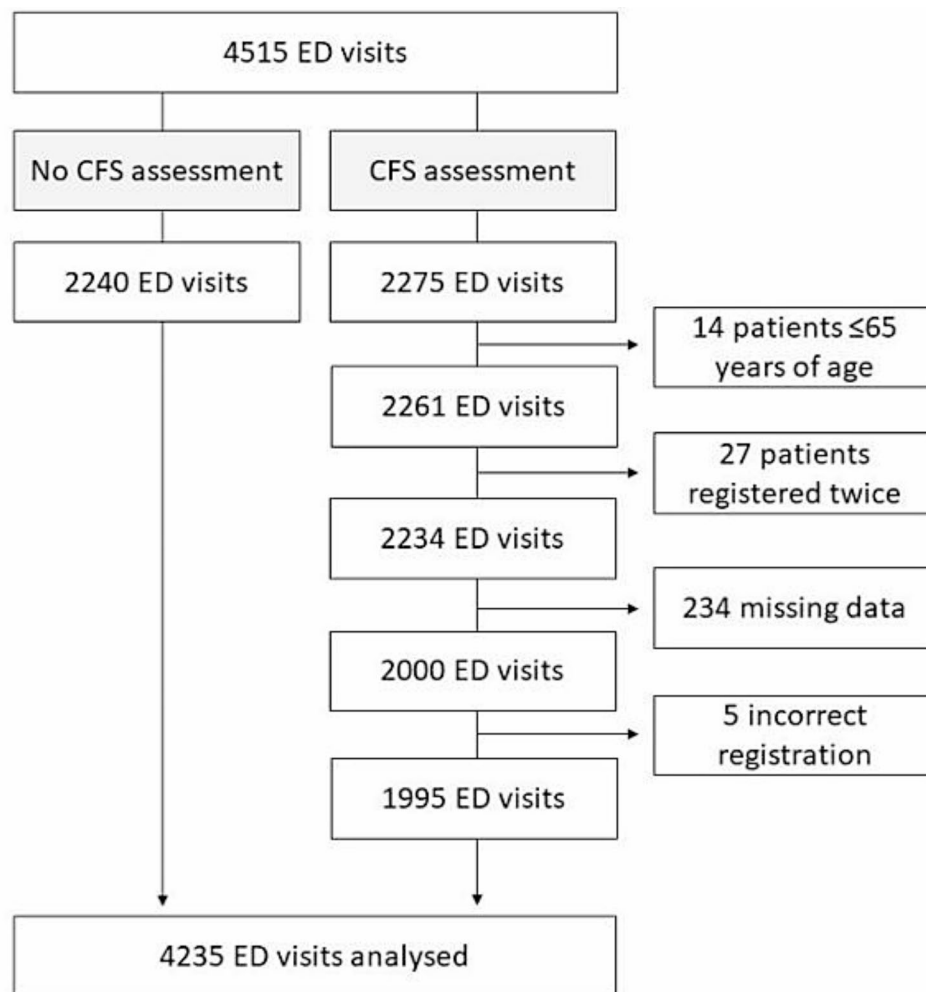 4515 ED visits
No CFS assessment
CFS assessment
2240 ED visits
2275 ED visits
14 patients ≤65
years of age
2261 ED visits
27 patients
registered twice
2234 ED visits
234 missing data
2000 ED visits
5 incorrect
registration
1995 ED visits
4235 ED visits analysed